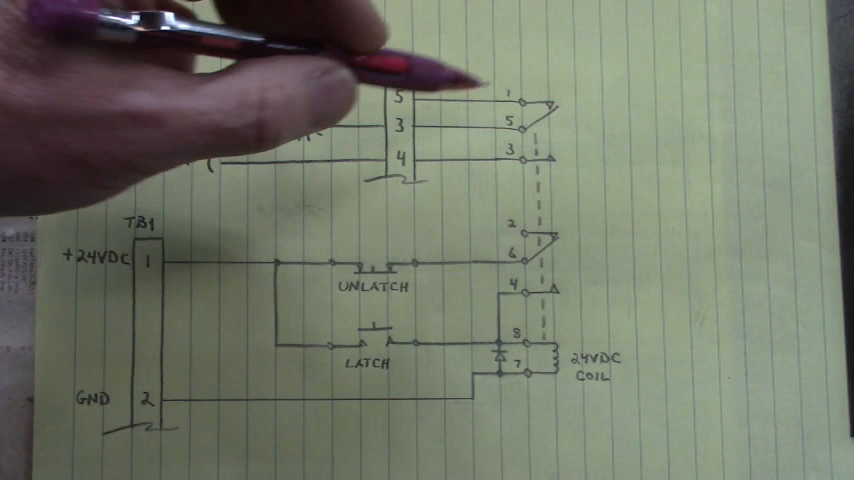 5 1
3 5
4 3
TB1
+24VDC 1
2
6
UNLATCH
4
8
LATCH
7
24VDC
COIL
GND 2